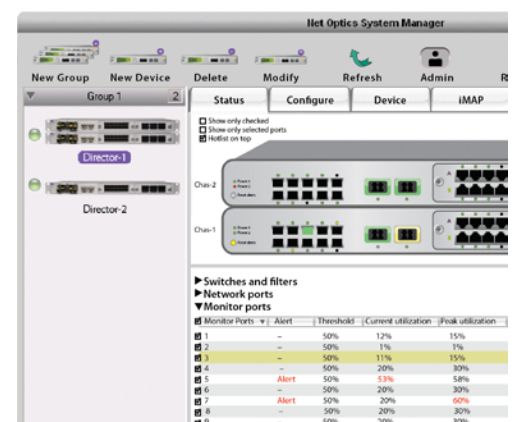 Net Optics System Manager
New Group New Device Delete Modify Refresh Admin
Group 1 2
Status Configure Device iMAP
Show only checked
Show only selected ports
Hotlist on top
Director-1
Director-2
Chas-2
Chas-1
Switches and filters
Network ports
Monitor ports
Monitor Ports Alert Threshold Current utilization Peak utilization
1 – 50% 12% 15%
2 – 50% 1% 1%
3 – 50% 11% 15%
4 – 50% 20% 30%
5 Alert 50% 53% 58%
6 – 50% 20% 30%
7 Alert 50% 20% 60%
8 – 50% 20% 30%